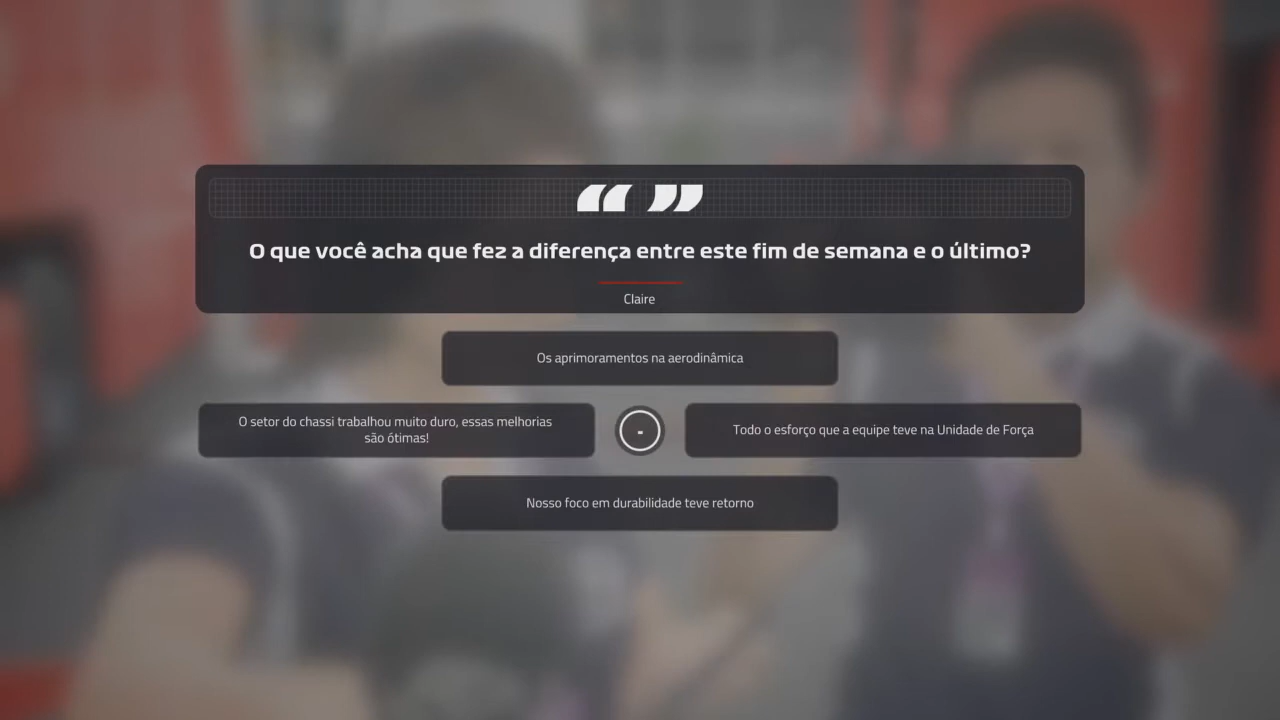 O que você acha que fez a diferença entre este fim de semana e o último?
Claire
Os aprimoramentos na aerodinâmica
O setor do chassi trabalhou muito duro, essas melhorias
são ótimas!
Todo o esforço que a equipe teve na Unidade de Força
Nosso foco em durabilidade teve retorno